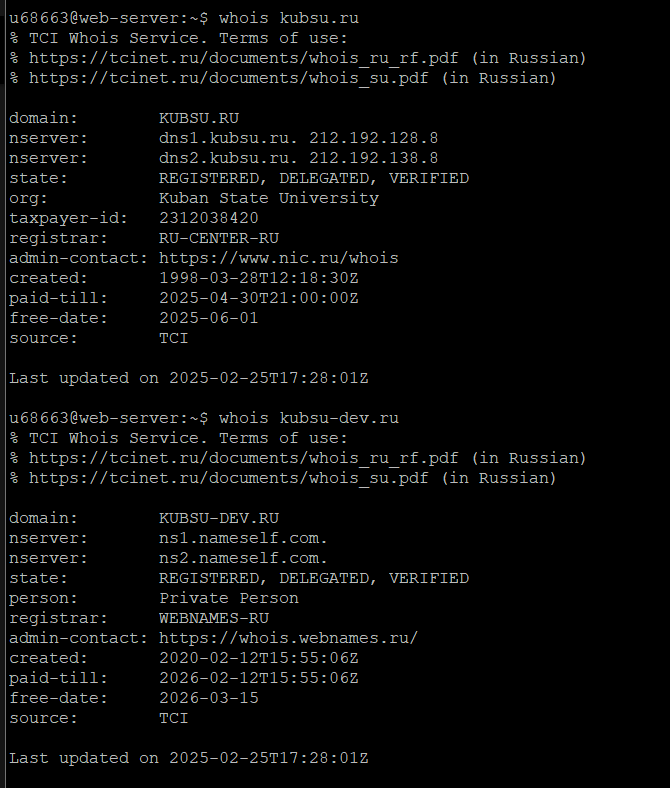 u68663@web-server:~$ whois kubsu.ru
% TCI Whois Service. Terms of use:
% https://tcinet.ru/documents/whois_ru_rf.pdf (in Russian)
% https://tcinet.ru/documents/whois_su.pdf (in Russian)

domain:        KUBSU.RU
nserver:       dns1.kubsu.ru. 212.192.128.8
nserver:       dns2.kubsu.ru. 212.192.138.8
state:         REGISTERED, DELEGATED, VERIFIED
org:           Kuban State University
taxpayer-id:   2312038420
registrar:     RU-CENTER-RU
admin-contact: https://www.nic.ru/whois
created:       1998-03-28T12:18:30Z
paid-till:     2025-04-30T21:00:00Z
free-date:     2025-06-01
source:        TCI

Last updated on 2025-02-25T17:28:01Z

u68663@web-server:~$ whois kubsu-dev.ru
% TCI Whois Service. Terms of use:
% https://tcinet.ru/documents/whois_ru_rf.pdf (in Russian)
% https://tcinet.ru/documents/whois_su.pdf (in Russian)

domain:        KUBSU-DEV.RU
nserver:       ns1.nameself.com.
nserver:       ns2.nameself.com.
state:         REGISTERED, DELEGATED, VERIFIED
person:        Private Person
registrar:     WEBNAMES-RU
admin-contact: https://whois.webnames.ru/
created:       2020-02-12T15:55:06Z
paid-till:     2026-02-12T15:55:06Z
free-date:     2026-03-15
source:        TCI

Last updated on 2025-02-25T17:28:01Z